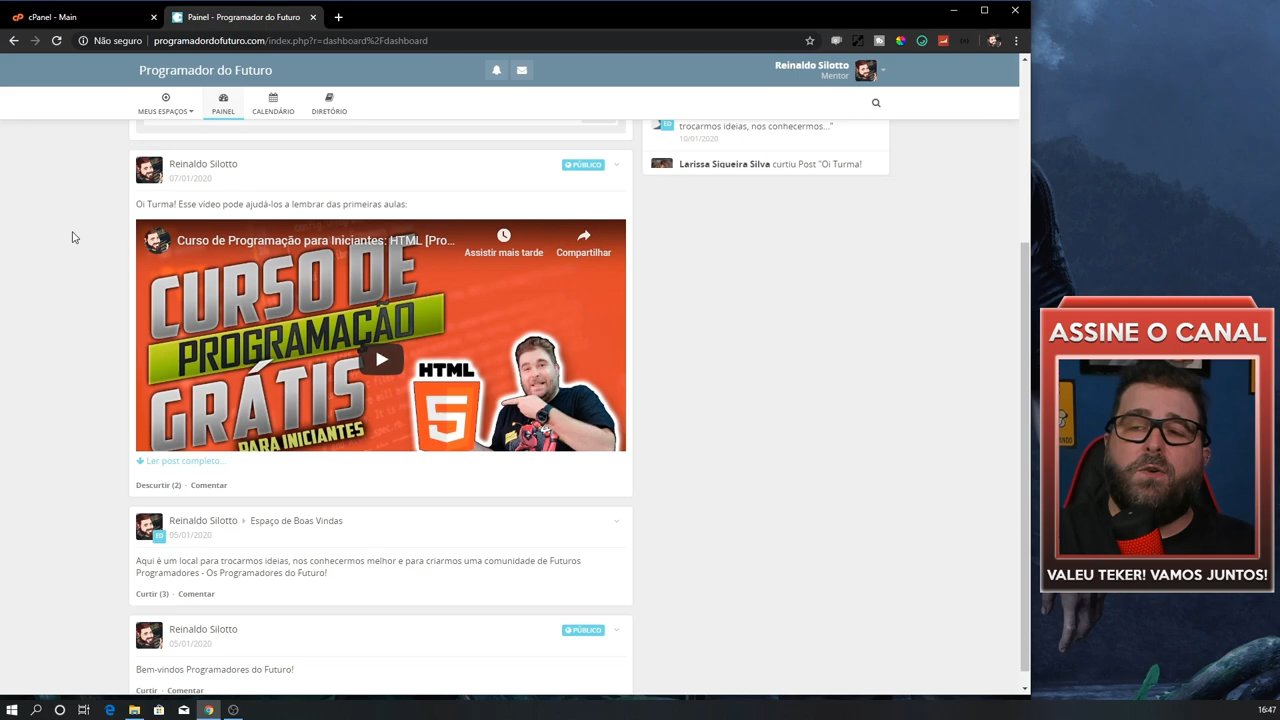 cPanel - Main
Painel - Programador do Futuro
Não seguro
programadordofuturo.com/index.php?r=dashboard%2Fdashboard
Programador do Futuro
Reinaldo Silotto
Mentor
MEUS ESPAÇOS
PAINEL
CALENDÁRIO
DIRETÓRIO
ED
trocarmos ideias, nos conhecermos..."
10/01/2020
Larissa Siqueira Silva curtiu Post "Oi Turma!
Reinaldo Silotto
07/01/2020
PÚBLICO
Oi Turma! Esse vídeo pode ajudá-los a lembrar das primeiras aulas:
Curso de Programação para Iniciantes: HTML [Pro...
Assistir mais tarde
Compartilhar
CURSO DE
PROGRAMAÇÃO
GRÁTIS
PARA INICIANTES
HTML
5
Ler post completo...
Descurtir (2) · Comentar
Reinaldo Silotto
Espaço de Boas Vindas
ED
05/01/2020
Aqui é um local para trocarmos ideias, nos conhecermos melhor e para criarmos uma comunidade de Futuros
Programadores - Os Programadores do Futuro!
Curtir (3) · Comentar
Reinaldo Silotto
05/01/2020
PÚBLICO
Bem-vindos Programadores do Futuro!
Curtir · Comentar
ASSINE O CANAL
VALEU TEKER! VAMOS JUNTOS!
16:47